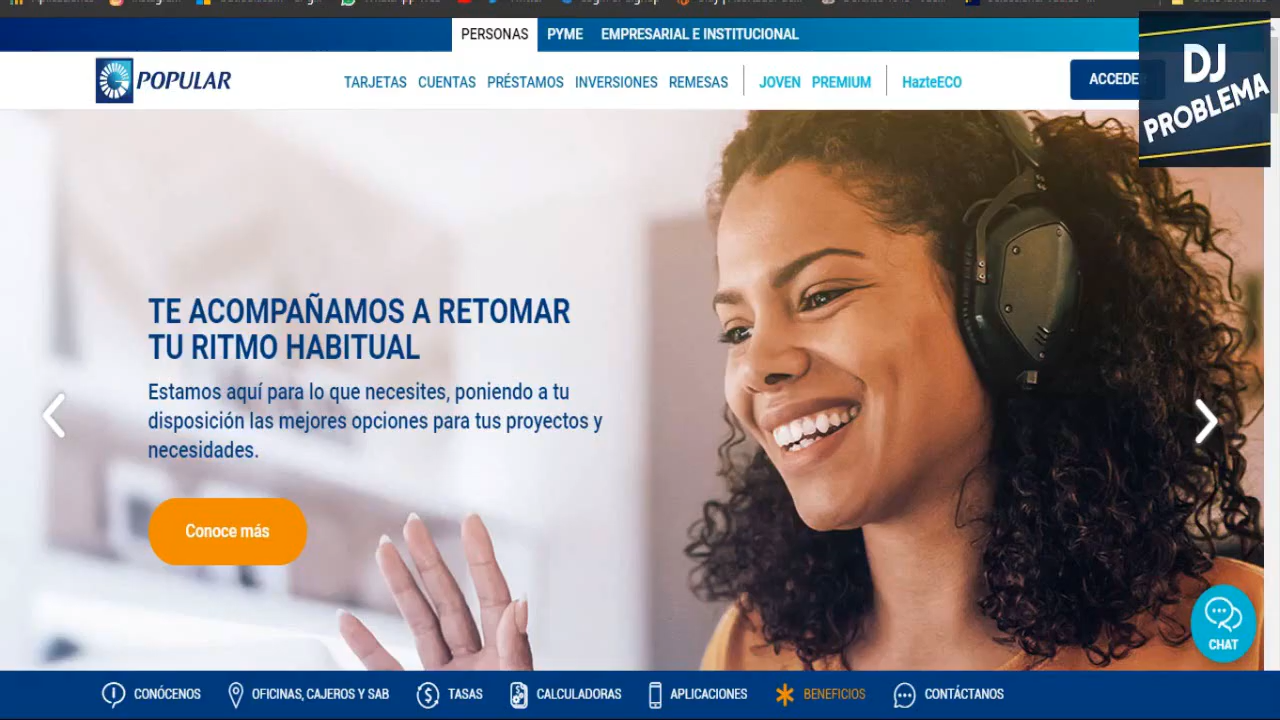 PERSONAS PYME EMPRESARIAL E INSTITUCIONAL
POPULAR TARJETAS CUENTAS PRÉSTAMOS INVERSIONES REMESAS JOVEN PREMIUM HazteECO ACCEDE
DJ
PROBLEMA
TE ACOMPAÑAMOS A RETOMAR
TU RITMO HABITUAL
Estamos aquí para lo que necesites, poniendo a tu
disposición las mejores opciones para tus proyectos y
necesidades.
Conoce más
CHAT
CONÓCENOS OFICINAS, CAJEROS Y SAB TASAS CALCULADORAS APLICACIONES BENEFICIOS CONTÁCTANOS